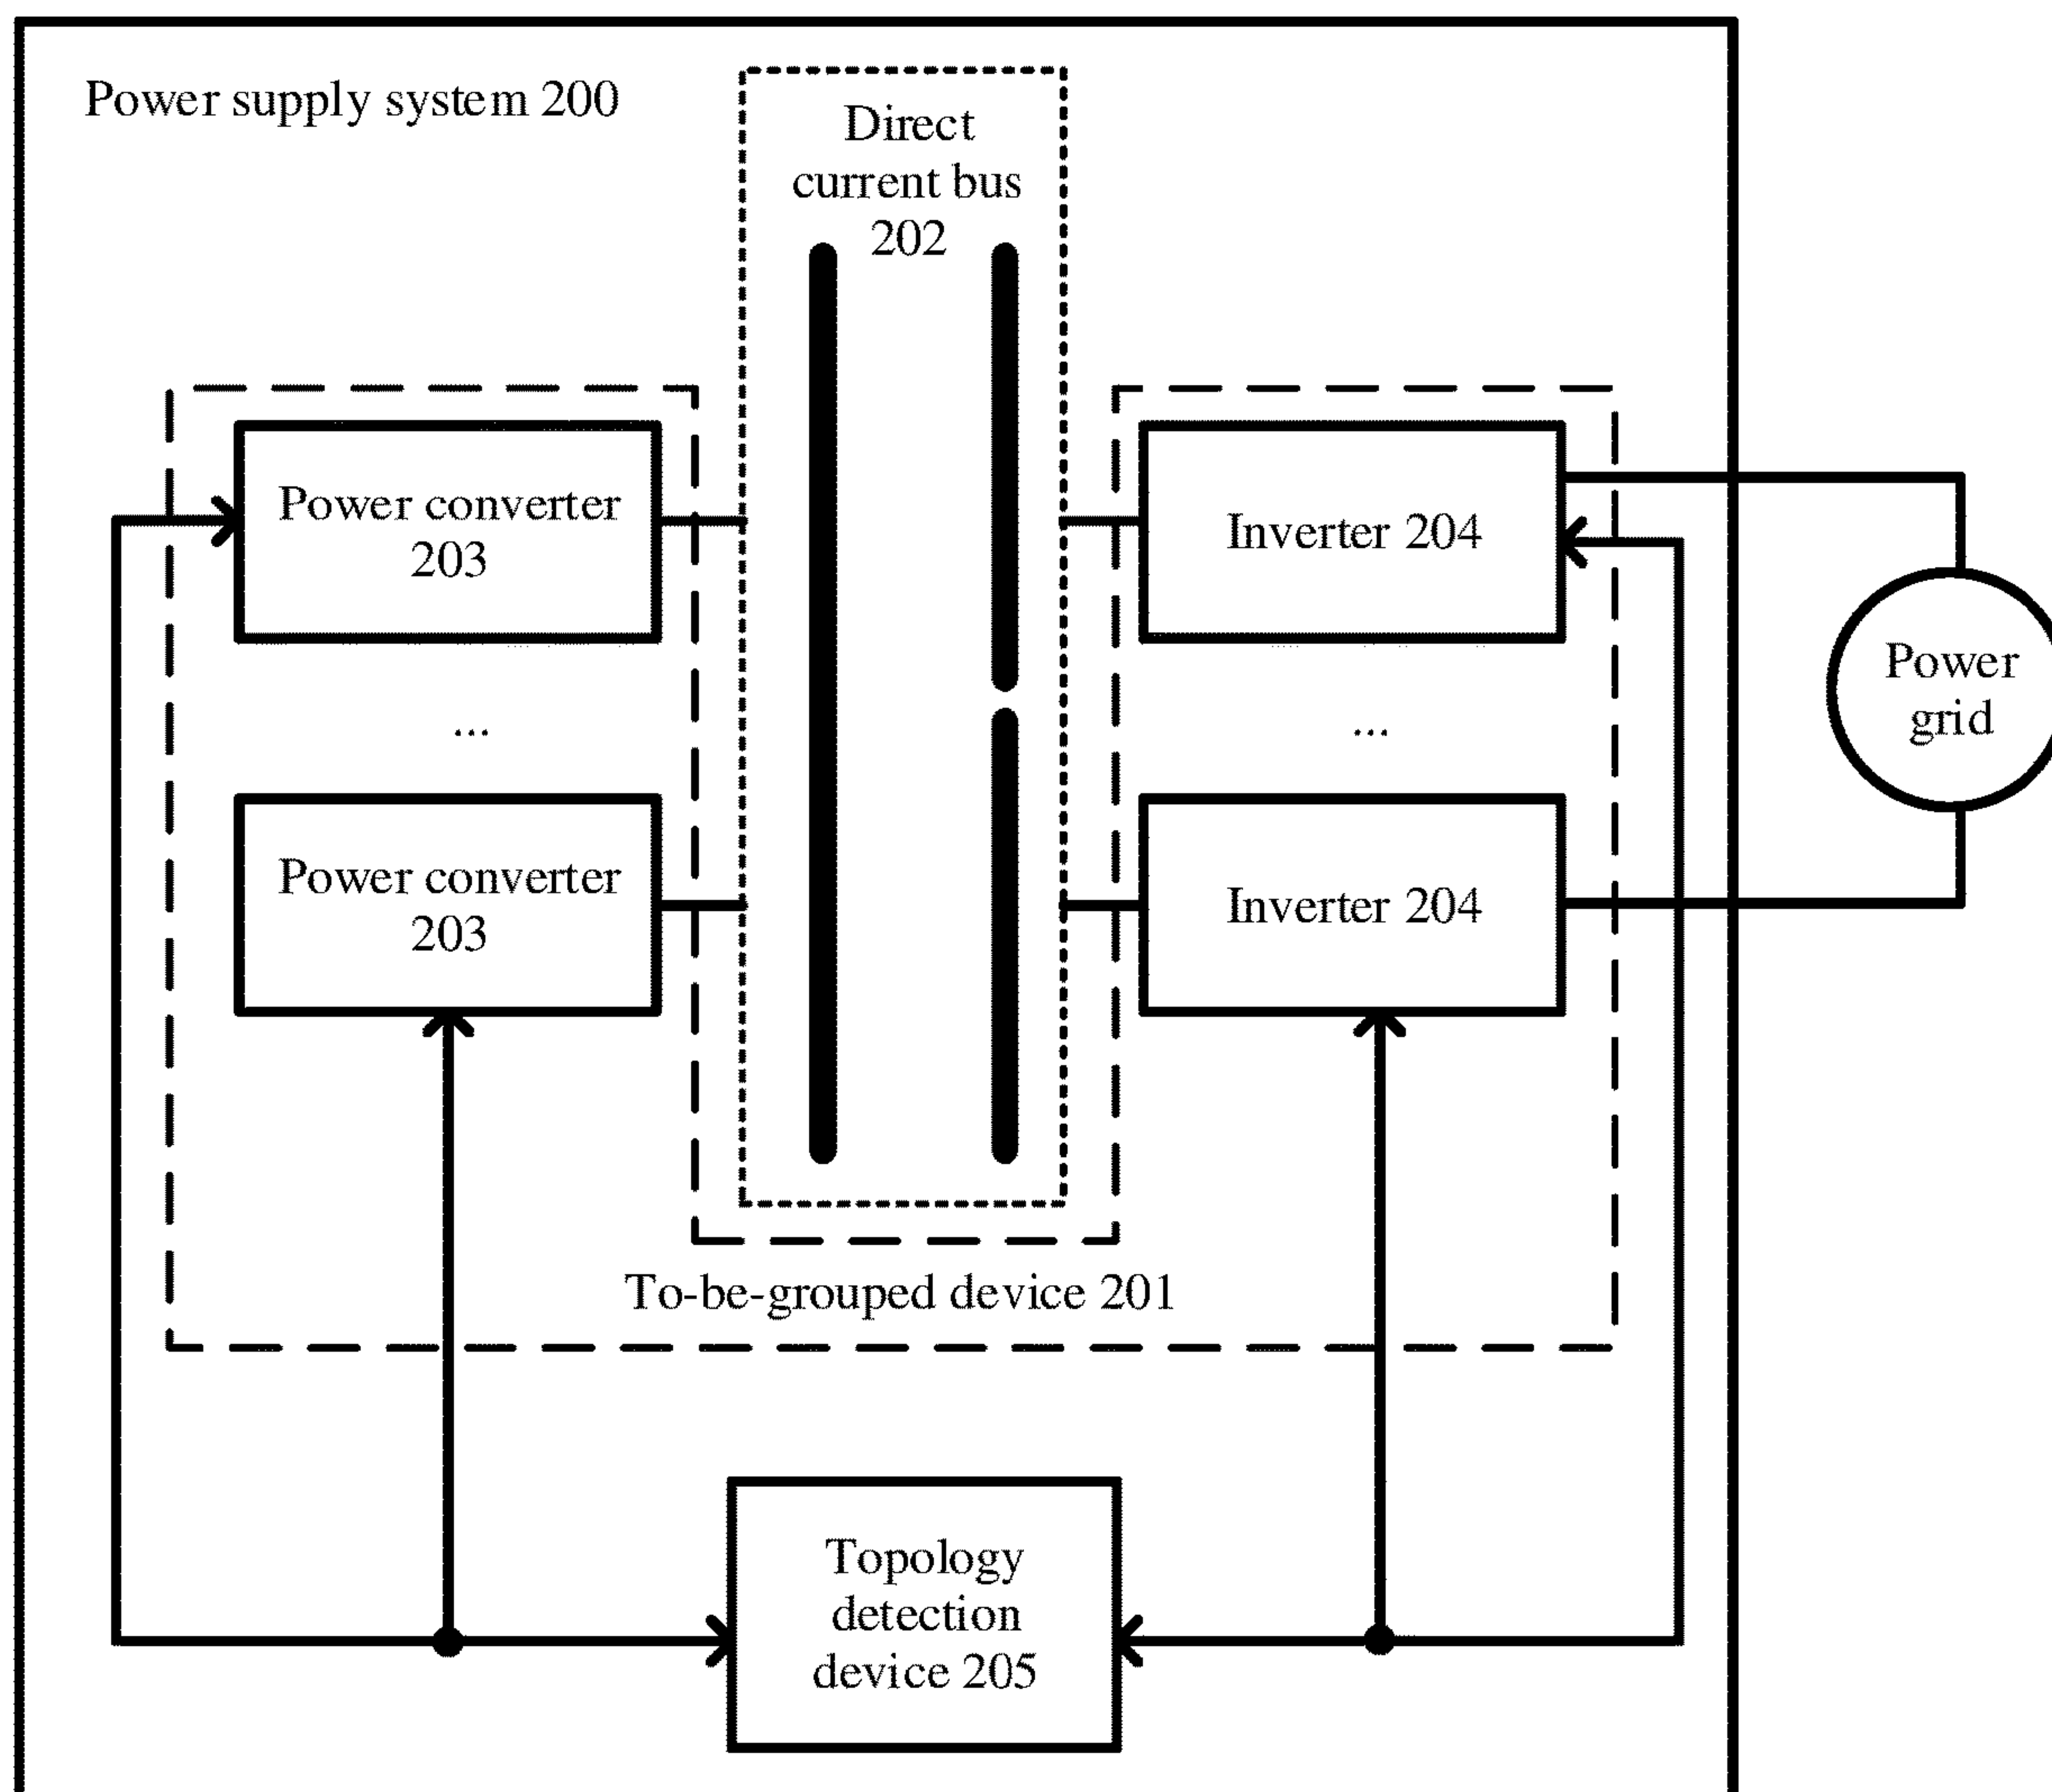 Power supply system 200
Direct
current bus
202
Power converter
203
Inverter 204
Power
grid
...
...
Power converter
203
Inverter 204
To-be-grouped device 201
Topology
detection
device 205